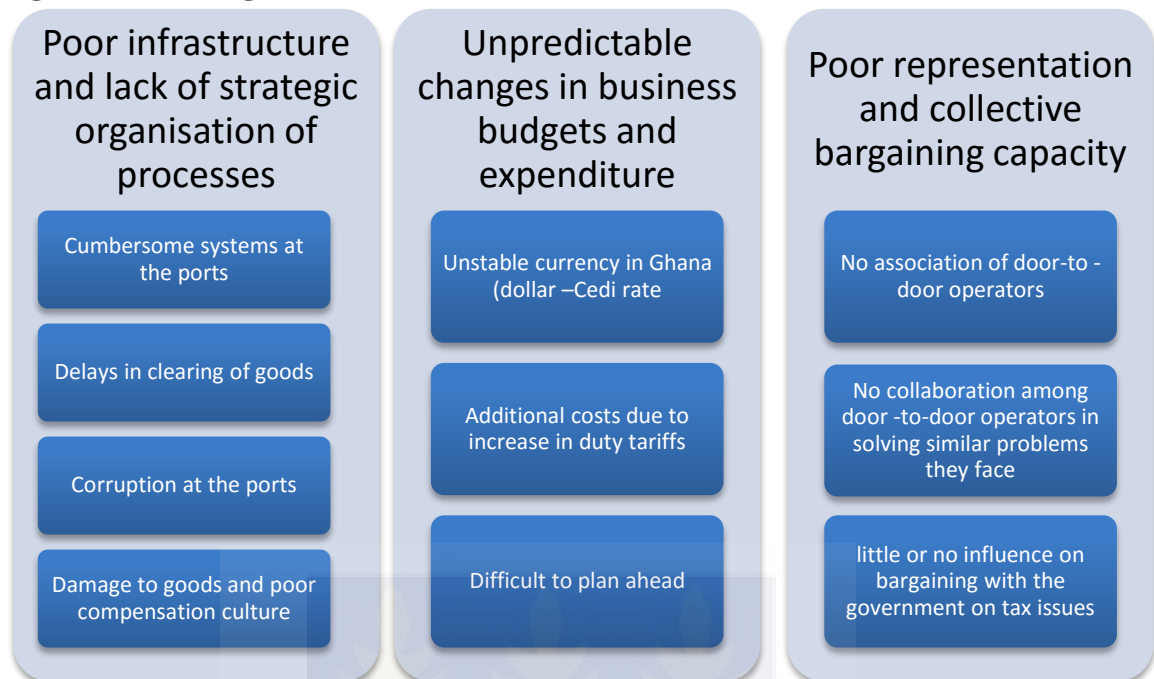 Poor infrastructure
and lack of strategic
organisation of
processes
Cumbersome systems at
the ports
Delays in clearing of goods
Corruption at the ports
Damage to goods and poor
compensation culture
Unpredictable
changes in business
budgets and
expenditure
Unstable currency in Ghana
(dollar –Cedi rate
Additional costs due to
increase in duty tariffs
Difficult to plan ahead
Poor representation
and collective
bargaining capacity
No association of door-to -
door operators
No collaboration among
door -to-door operators in
solving similar problems
they face
little or no influence on
bargaining with the
government on tax issues